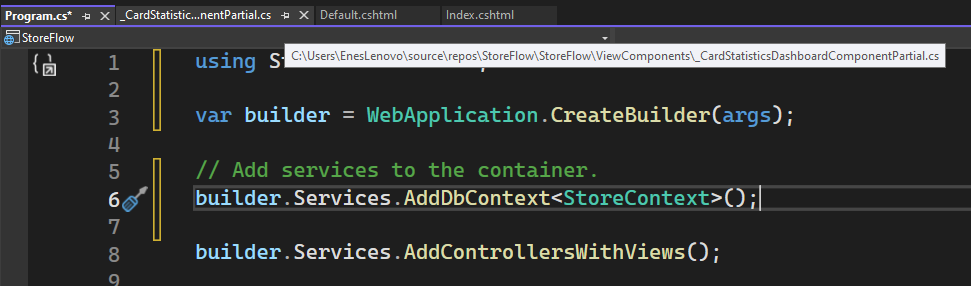 Program.cs* _CardStatistic...nentPartial.cs Default.cshtml Index.cshtml
StoreFlow
C:\Users\EnesLenovo\source\repos\StoreFlow\StoreFlow\ViewComponents\_CardStatisticsDashboardComponentPartial.cs
1 using
2
3 var builder = WebApplication.CreateBuilder(args);
4
5 // Add services to the container.
6 builder.Services.AddDbContext<StoreContext>();
7
8 builder.Services.AddControllersWithViews();
9